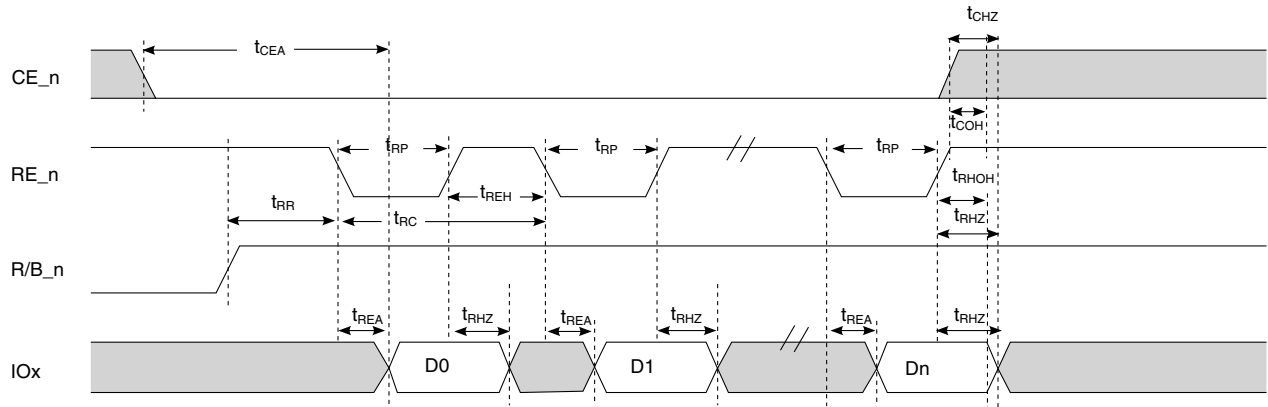 tCHZ
tCEA
CE_n
tCOH
tRP tRP tRP
RE_n
tRHOH
tREH
tRR tRC
tRHZ
R/B_n
tREA tRHZ tREA tRHZ tREA tRHZ
D0 D1 Dn
IOx